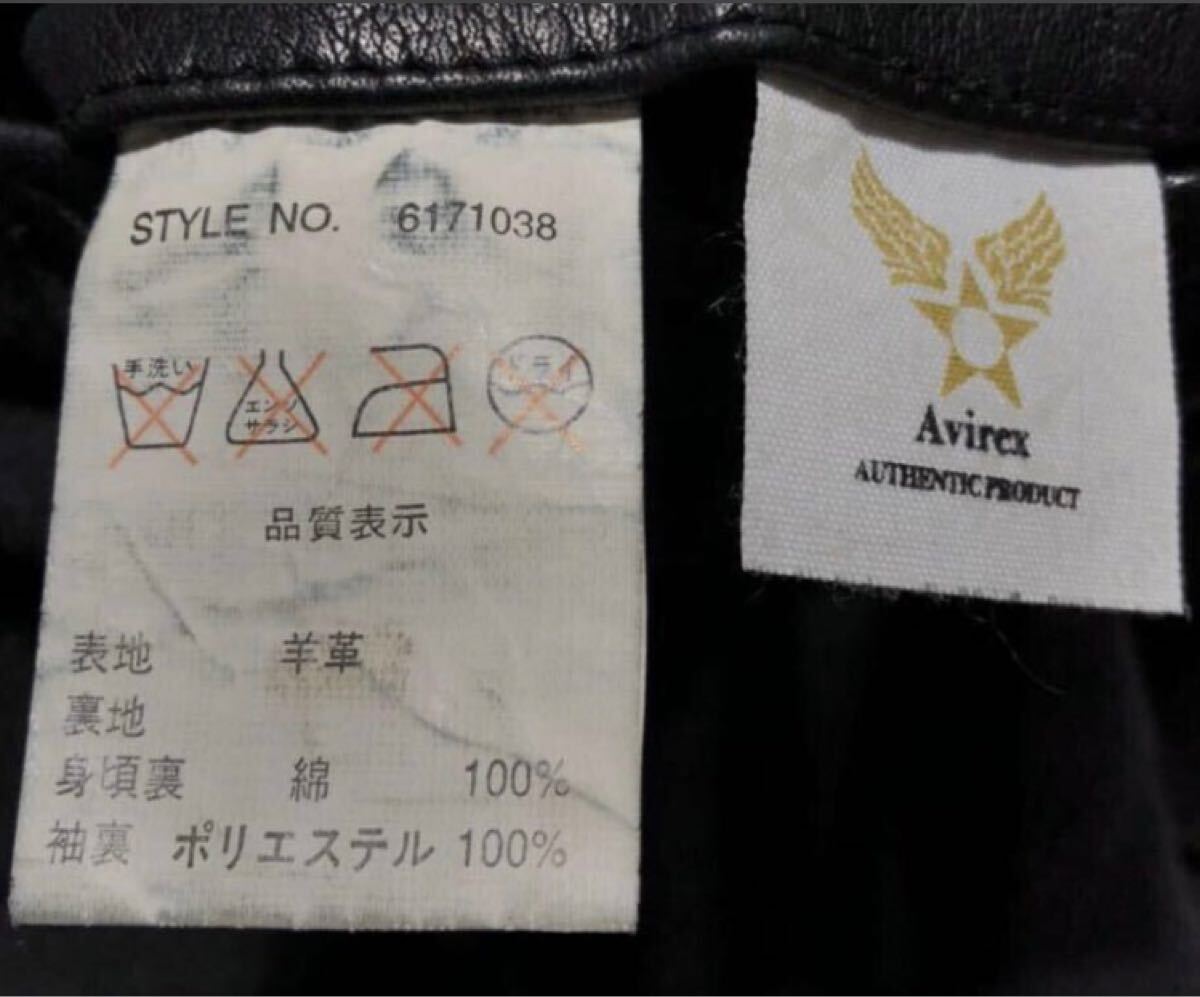 STYLE NO. 6171038
手洗い
エンソ
サラシ
ドライ
品質表示
表地 羊革
裏地
身頃裏 綿 100%
袖裏 ポリエステル 100%
Avirex
AUTHENTIC PRODUCT